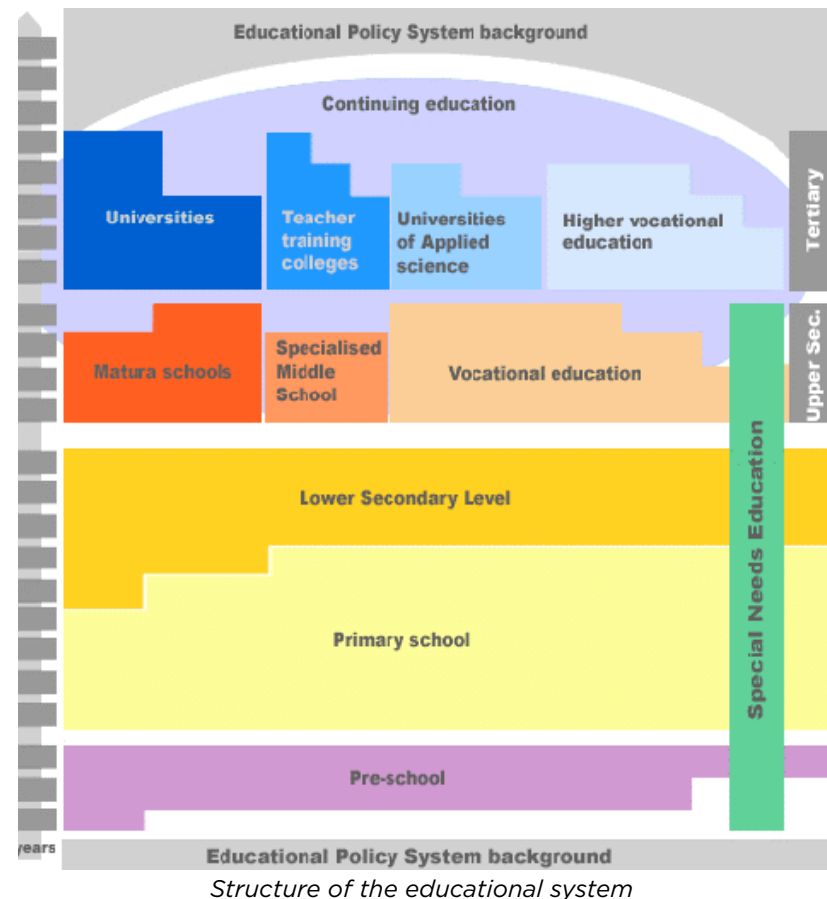 Educational Policy System background
Continuing education
Universities
Teacher
training
colleges
Universities
of Applied
science
Higher vocational
education
Tertiary
Matura schools
Specialised
Middle
School
Vocational education
Upper Sec.
Lower Secondary Level
Primary school
Special Needs Education
Pre-school
years
Educational Policy System background
Structure of the educational system